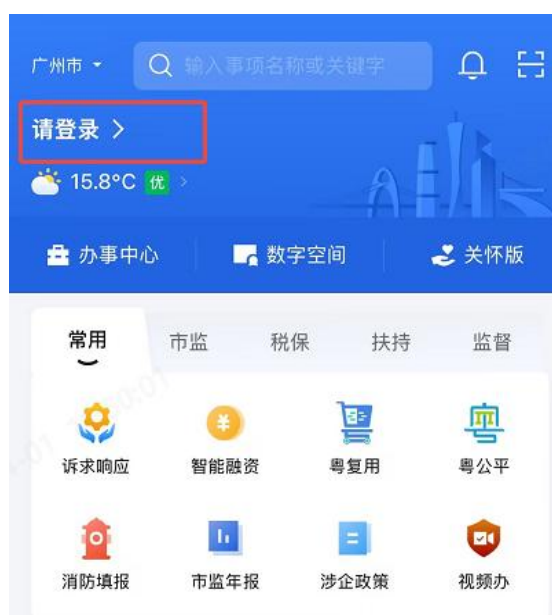 广州市 输入事项名称或关键字
请登录 >
15.8°C 优 >
办事中心 数字空间 关怀版
常用 市监 税保 扶持 监督
诉求响应 智能融资 粤复用 粤公平
消防填报 市监年报 涉企政策 视频办